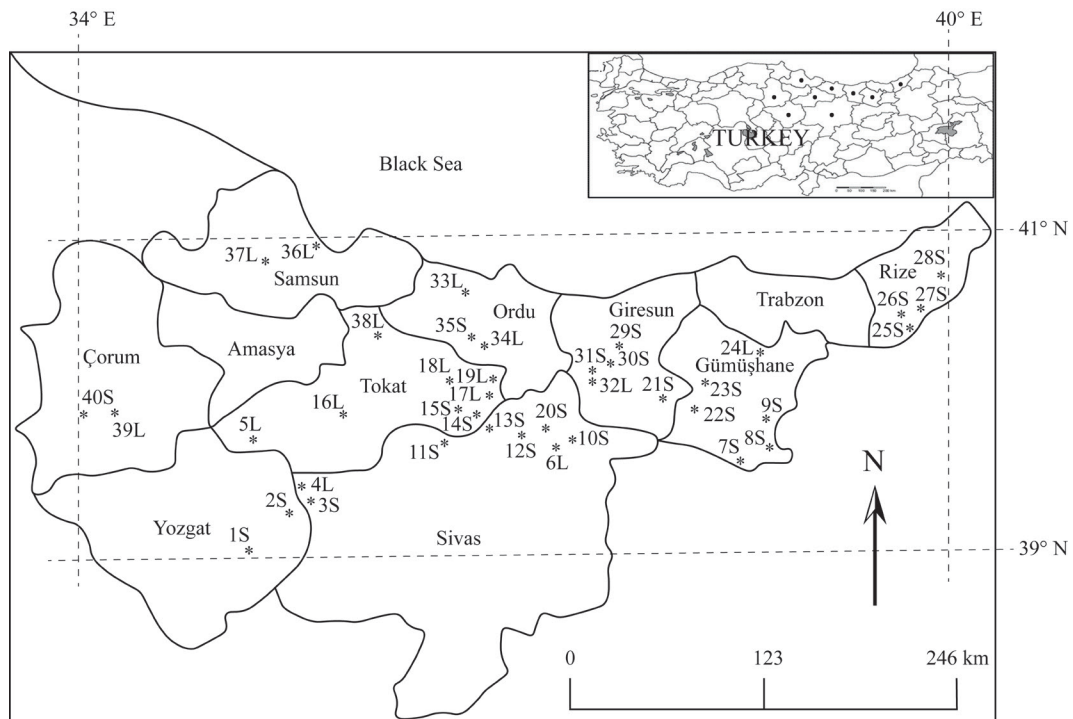 34° E
40° E
TURKEY
Black Sea
41° N
28S
37L
36L
Rize
Samsun
33L
27S
Giresun
Trabzon
26S
Ordu
38L
35S
29S
25S
34L
Çorum
Amasya
24L
31S
30S
Gümüşhane
18L
19L
Tokat
32L
21S
23S
17L
40S
16L
15S
22S
9S
39L
5L
14S
13S
20S
11S
12S
10S
8S
6L
7S
N
4L
2S
3S
Yozgat
1S
Sivas
39° N
0
123
246 km